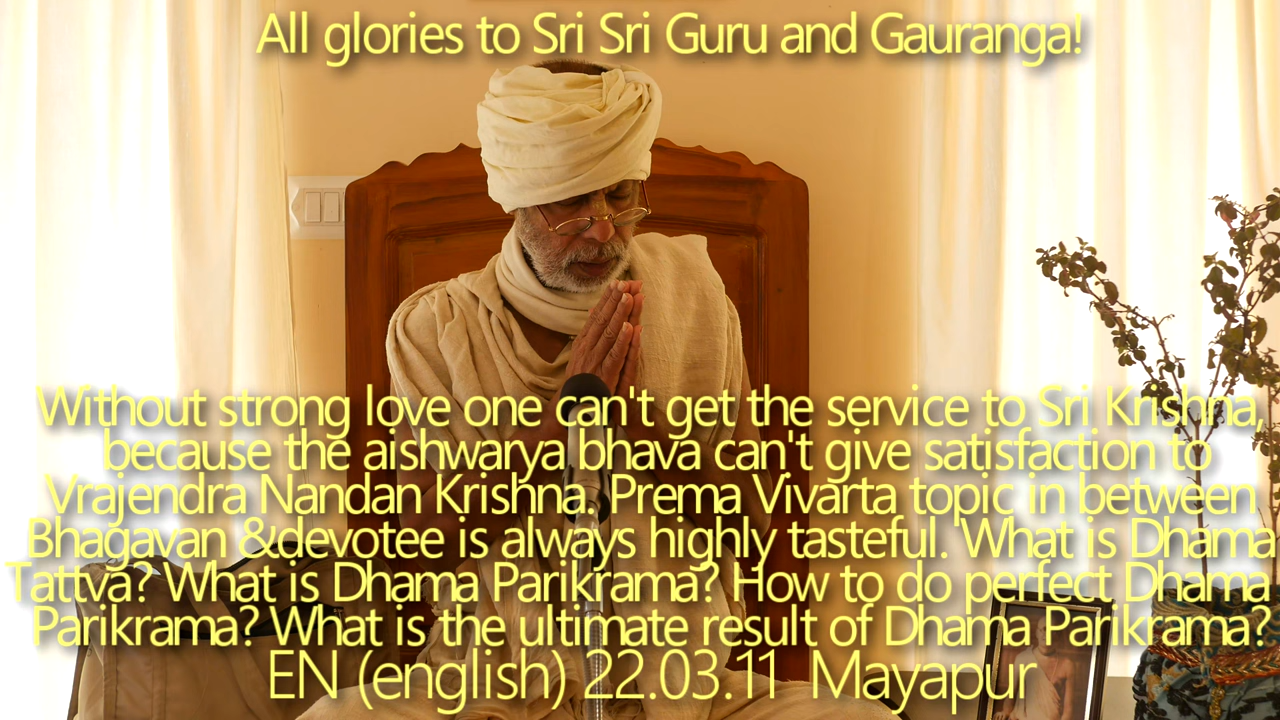 All glories to Sri Sri Guru and Gauranga!
Without strong love one can't get the service to Sri Krishna,
because the aishwarya bhava can't give satisfaction to
Vrajendra Nandan Krishna. Prema Vivarta topic in between
Bhagavan &devotee is always highly tasteful. What is Dhama
Tattva? What is Dhama Parikrama? How to do perfect Dhama
Parikrama? What is the ultimate result of Dhama Parikrama?
EN (english) 22.03.11 Mayapur